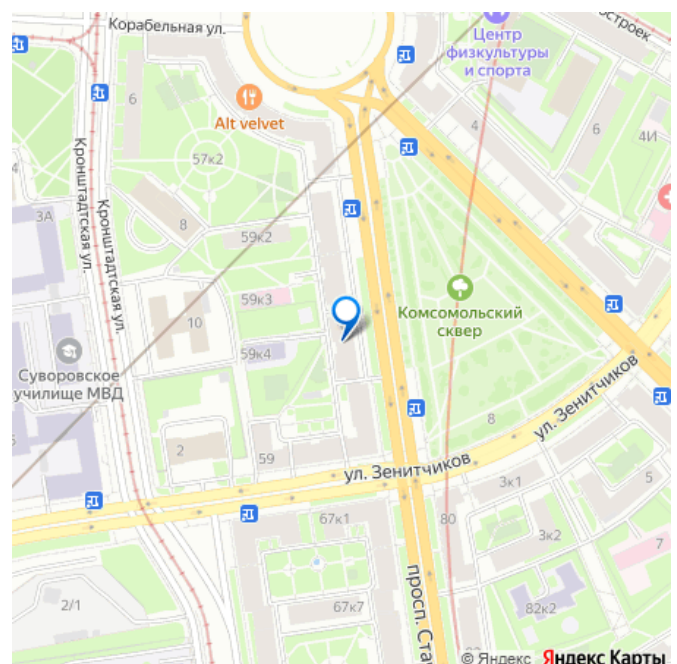 Корабельная ул.
Центр
физкультуры
и спорта
6
Alt velvet
4
6
4И
Кронштадтская ул.
57к2
3А
Кронштадтская ул.
8
59к2
59к3
Комсомольский
сквер
10
59к4
Суворовское
училище МВД
8
ул. Зенитчиков
2
59
ул. Зенитчиков
3к1
5
67к1
80
3к2
7
просп. Ста
2/1
67к7
82к2
© Яндекс Яндекс Карты